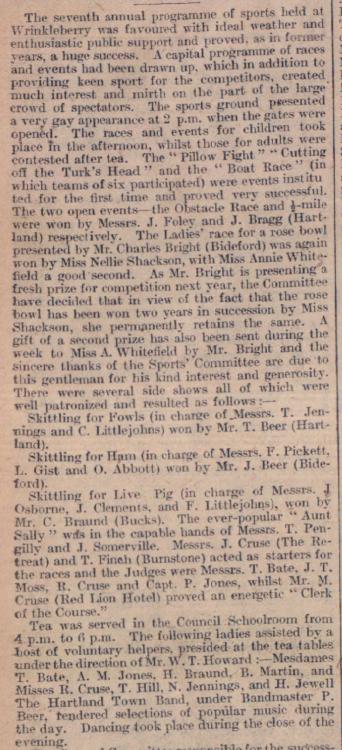 The seventh annual programme of sports held at
Wrinkleberry was favoured with ideal weather and
enthusiastic public support and proved, as in former
years, a huge success. A capital programme of races
and events had been drawn up, which in addition to
providing keen sport for the competitors, created
much interest and mirth on the part of the large
crowd of spectators. The sports ground presented
a very gay appearance at 2 p.m. when the gates were
opened. The races and events for children took
place in the afternoon, whilst those for adults were
contested after tea. The "Pillow Fight" "Cutting
off the Turk's Head" and the "Boat Race" (in
which teams of six participated) were events institu
ted for the first time and proved very successful.
The two open events—the Obstacle Race and ½-mile
were won by Messrs. J. Foley and J. Bragg (Hart-
land) respectively. The Ladies' race for a rose bowl
presented by Mr. Charles Bright (Bideford) was again
won by Miss Nellie Shackson, with Miss Annie White-
field a good second. As Mr. Bright is presenting a
fresh prize for competition next year, the Committee
have decided that in view of the fact that the rose
bowl has been won two years in succession by Miss
Shackson, she permanently retains the same. A
gift of a second prize has also been sent during the
week to Miss A. Whitefield by Mr. Bright and the
sincere thanks of the Sports' Committee are due to
this gentleman for his kind interest and generosity.
There were several side shows all of which were
well patronized and resulted as follows :—
Skittling for Fowls (in charge of Messrs. T. Jen-
nings and C. Littlejohns) won by Mr. T. Beer (Hart-
land).
Skittling for Ham (in charge of Messrs. F. Pickett,
L. Gist and O. Abbott) won by Mr. J. Beer (Bide-
ford).
Skittling for Live Pig (in charge of Messrs. J
Osborne, J. Clements, and F. Littlejohns), won by
Mr. C. Braund (Bucks). The ever-popular "Aunt
Sally" was in the capable hands of Messrs. T. Pen-
gilly and J. Somerville. Messrs. J. Cruse (The Re-
treat) and T. Finch (Burnstone) acted as starters for
the races and the Judges were Messrs. T. Bate, J. T.
Moss, R. Cruse and Capt. P. Jones, whilst Mr. M.
Cruse (Red Lion Hotel) proved an energetic "Clerk
of the Course."
Tea was served in the Council Schoolroom from
4 p.m. to 6 p.m. The following ladies assisted by a
host of voluntary helpers, presided at the tea tables
under the direction of Mr. W. T. Howard :—Mesdames
T. Bate, A. M. Jones, H. Braund, B. Martin, and
Misses R. Cruse, T. Hill, N. Jennings, and H. Jewell
The Hartland Town Band, under Bandmaster P.
Beer, rendered selections of popular music during
the day. Dancing took place during the close of the
evening.